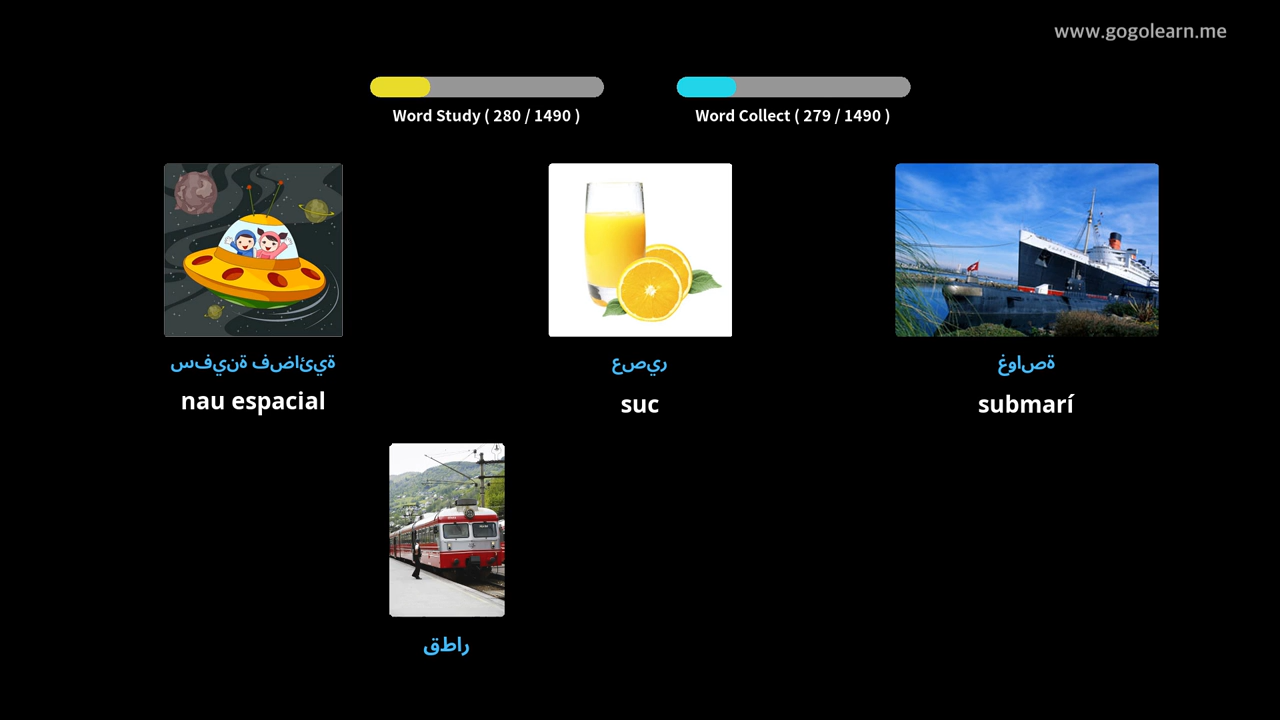 www.gogolearn.me
Word Study ( 280 / 1490 )
Word Collect ( 279 / 1490 )
سفينة فضائية
nau espacial
عصير
suc
غواصة
submarí
قطار